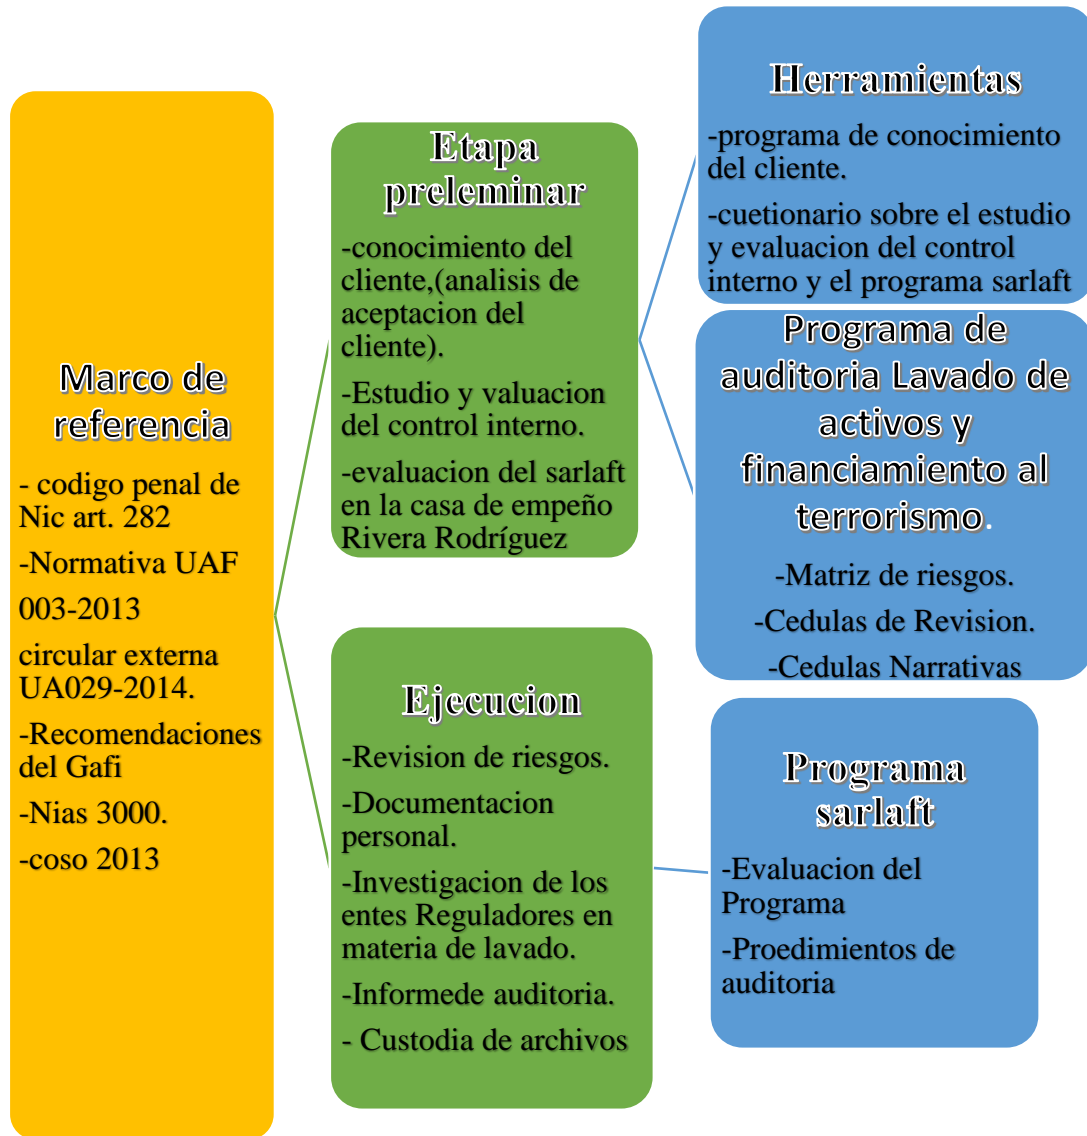 Marco de
referencia
- codigo penal de
Nic art. 282
-Normativa UAF
003-2013
circular externa
UA029-2014.
-Recomendaciones
del Gafi
-Nias 3000.
-coso 2013
Etapa
preleminar
-conocimiento del
cliente,(analisis de
aceptacion del
cliente).
-Estudio y valuacion
del control interno.
-evaluacion del sarlaft
en la casa de empeño
Rivera Rodríguez
Herramientas
-programa de conocimiento
del cliente.
-cuetionario sobre el estudio
y evaluacion del control
interno y el programa sarlaft
Programa de
auditoria Lavado de
activos y
financiamiento al
terrorismo.
-Matriz de riesgos.
-Cedulas de Revision.
-Cedulas Narrativas
Ejecucion
-Revision de riesgos.
-Documentacion
personal.
-Investigacion de los
entes Reguladores en
materia de lavado.
-Informede auditoria.
- Custodia de archivos
Programa
sarlaft
-Evaluacion del
Programa
-Proedimientos de
auditoria